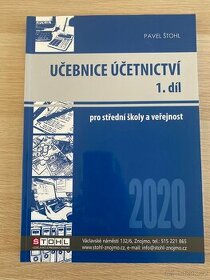 PAVEL ŠTOHL
UČEBNICE ÚČETNICTVÍ
1. díl
pro střední školy a veřejnost
2020
ŠTOHL
Václavské náměstí 132/6, Znojmo, tel.: 515 221 865
www.stohl-znojmo.cz, e-mail: info@stohl-znojmo.cz